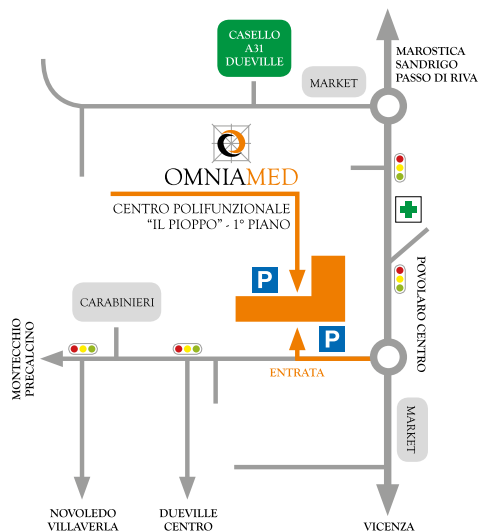 CASELLO
A31
DUEVILLE
MARKET
MAROSTICA
SANDRIGO
PASSO DI RIVA
OMNIAMED
CENTRO POLIFUNZIONALE
“IL PIOPPO” - 1° PIANO
P
POVOLARO CENTRO
CARABINIERI
P
MONTECCHIO
PRECALCINO
ENTRATA
MARKET
NOVOLEDO
VILLAVERLA
DUEVILLE
CENTRO
VICENZA